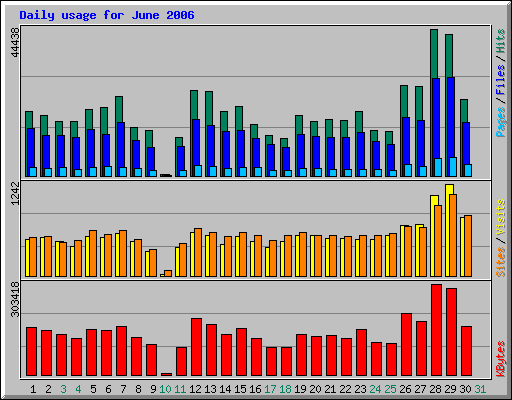 Daily usage for June 2006
44438
Pages / Files / Hits
1242
Sites / Visits
303418
KBytes
1 2 3 4 5 6 7 8 9 10 11 12 13 14 15 16 17 18 19 20 21 22 23 24 25 26 27 28 29 30 31